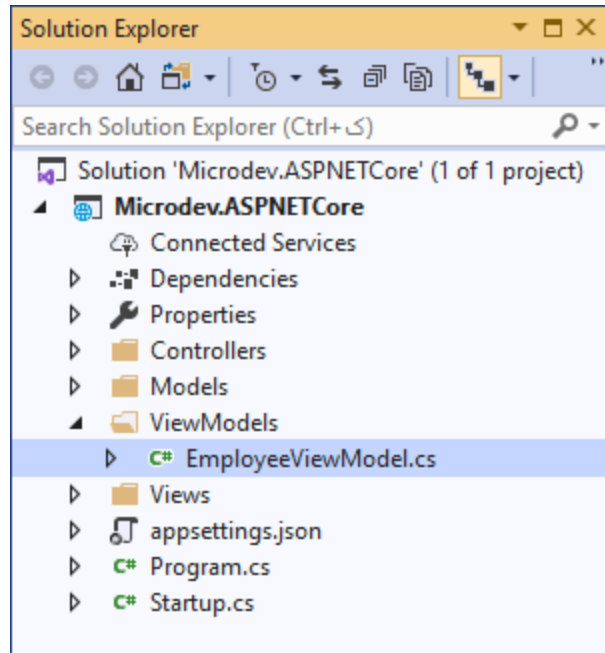 Solution Explorer
Search Solution Explorer (Ctrl+ک)
Solution 'Microdev.ASPNETCore' (1 of 1 project)
Microdev.ASPNETCore
Connected Services
Dependencies
Properties
Controllers
Models
ViewModels
C# EmployeeViewModel.cs
Views
appsettings.json
C# Program.cs
C# Startup.cs